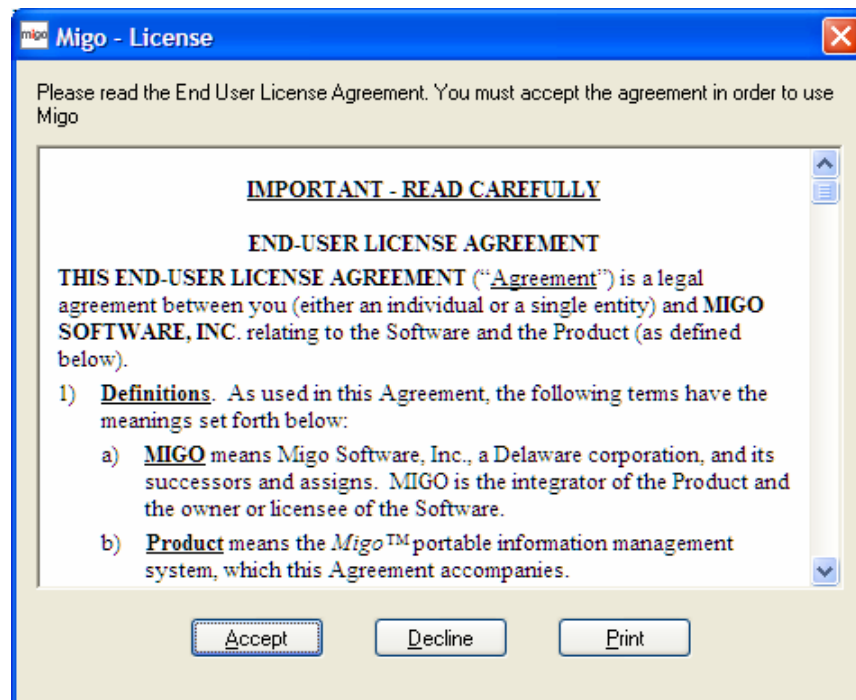 migo Migo - License
Please read the End User License Agreement. You must accept the agreement in order to use
Migo
IMPORTANT - READ CAREFULLY
END-USER LICENSE AGREEMENT
THIS END-USER LICENSE AGREEMENT (“Agreement”) is a legal
agreement between you (either an individual or a single entity) and MIGO
SOFTWARE, INC. relating to the Software and the Product (as defined
below).
1) Definitions. As used in this Agreement, the following terms have the
meanings set forth below:
a) MIGO means Migo Software, Inc., a Delaware corporation, and its
successors and assigns. MIGO is the integrator of the Product and
the owner or licensee of the Software.
b) Product means the Migo™ portable information management
system, which this Agreement accompanies.
Accept Decline Print